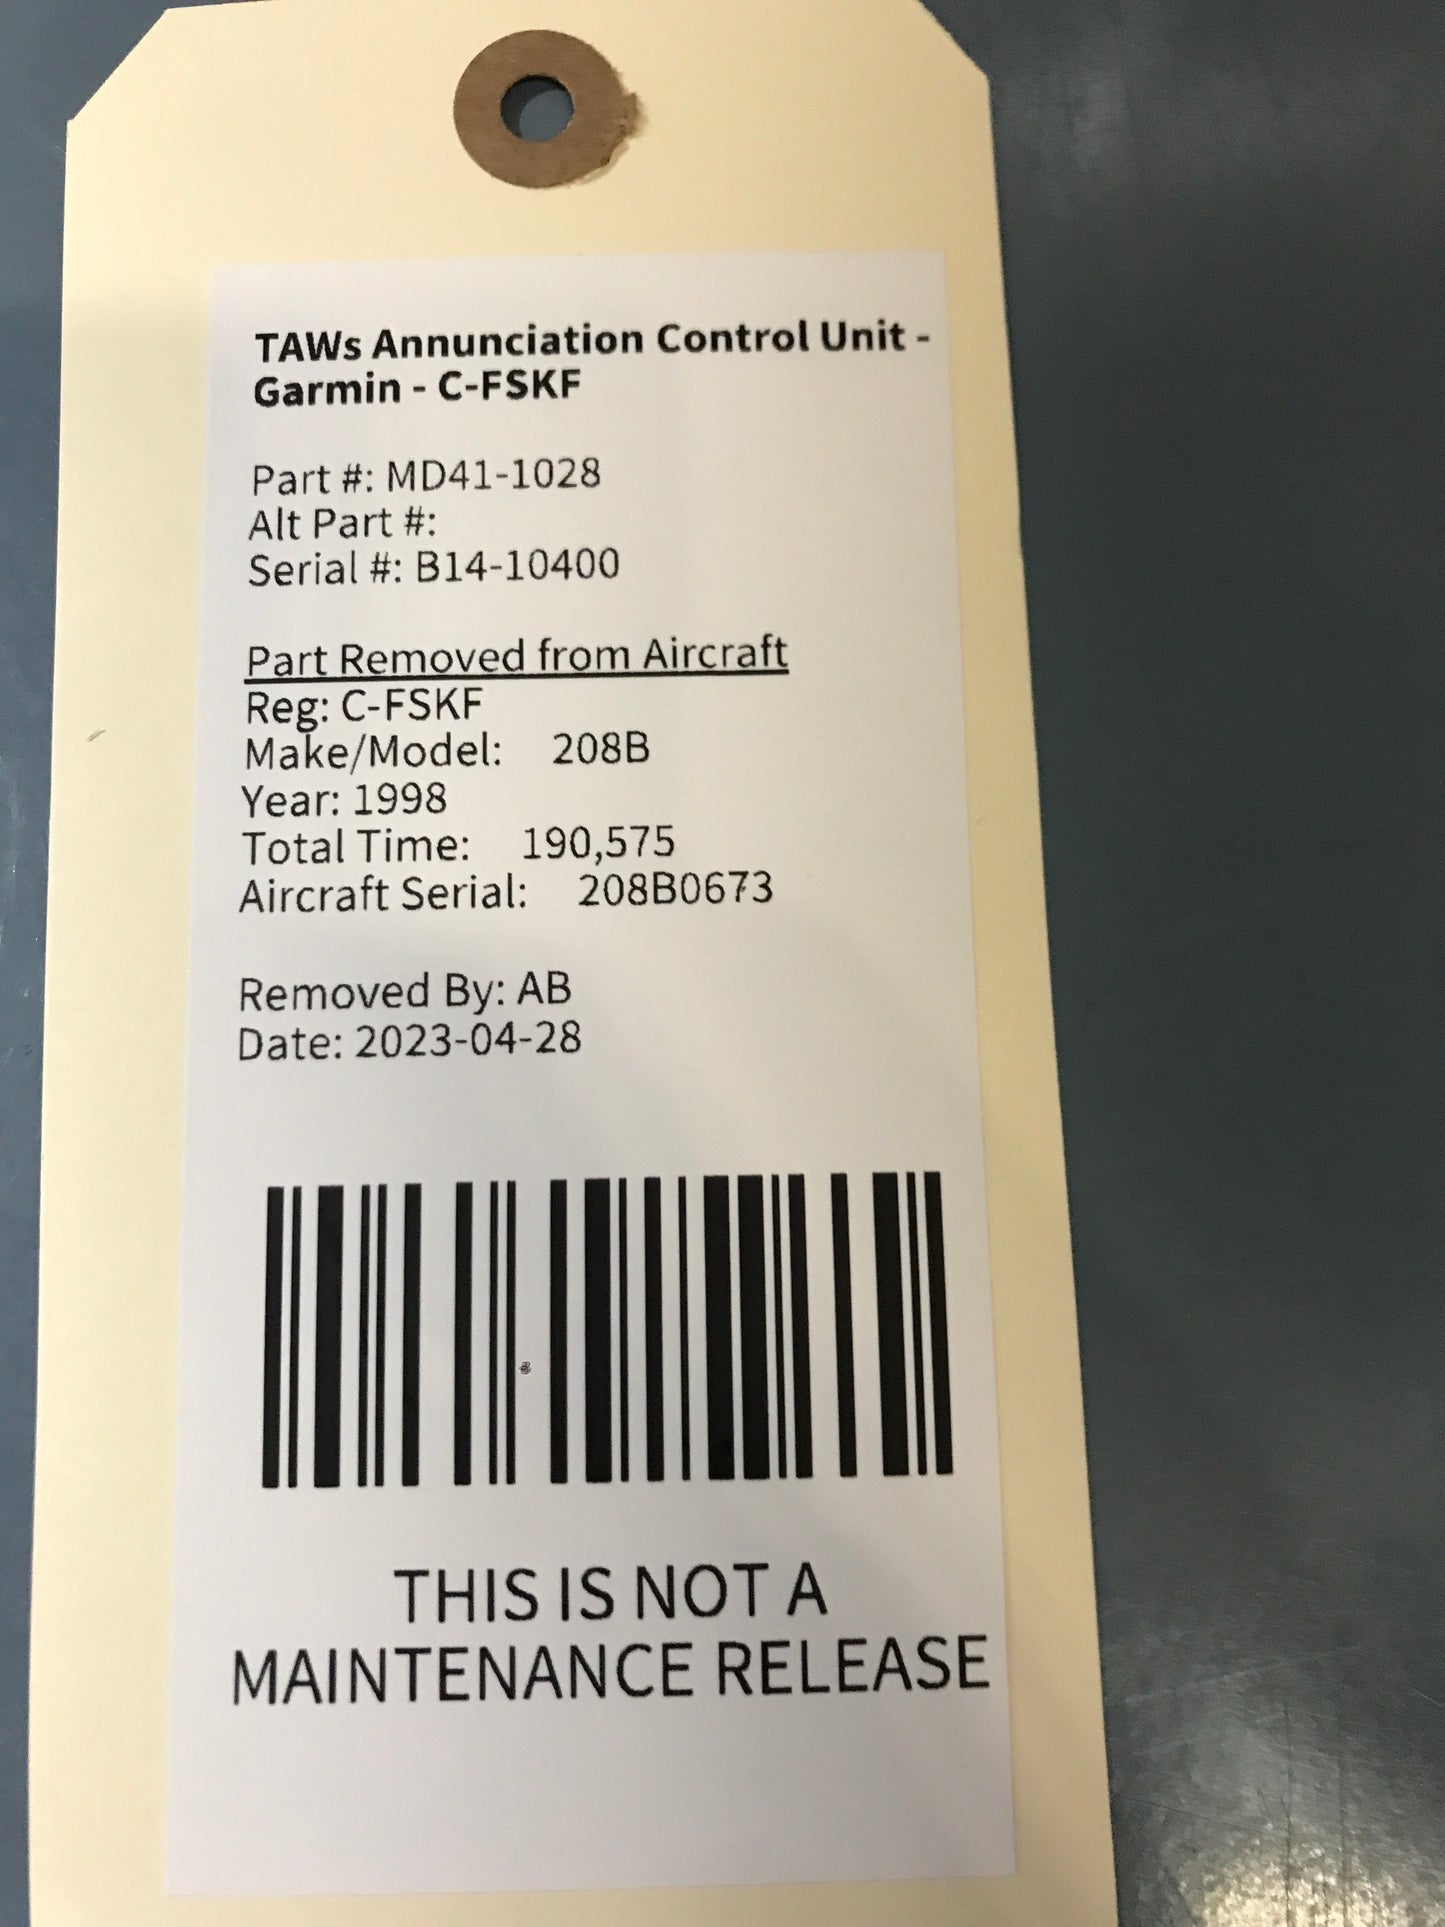 TAWs Annunciation Control Unit -
Garmin - C-FSKF
Part #: MD41-1028
Alt Part #:
Serial #: B14-10400
Part Removed from Aircraft
Reg: C-FSKF
Make/Model: 208B
Year: 1998
Total Time: 190,575
Aircraft Serial: 208B0673
Removed By: AB
Date: 2023-04-28
THIS IS NOT A
MAINTENANCE RELEASE